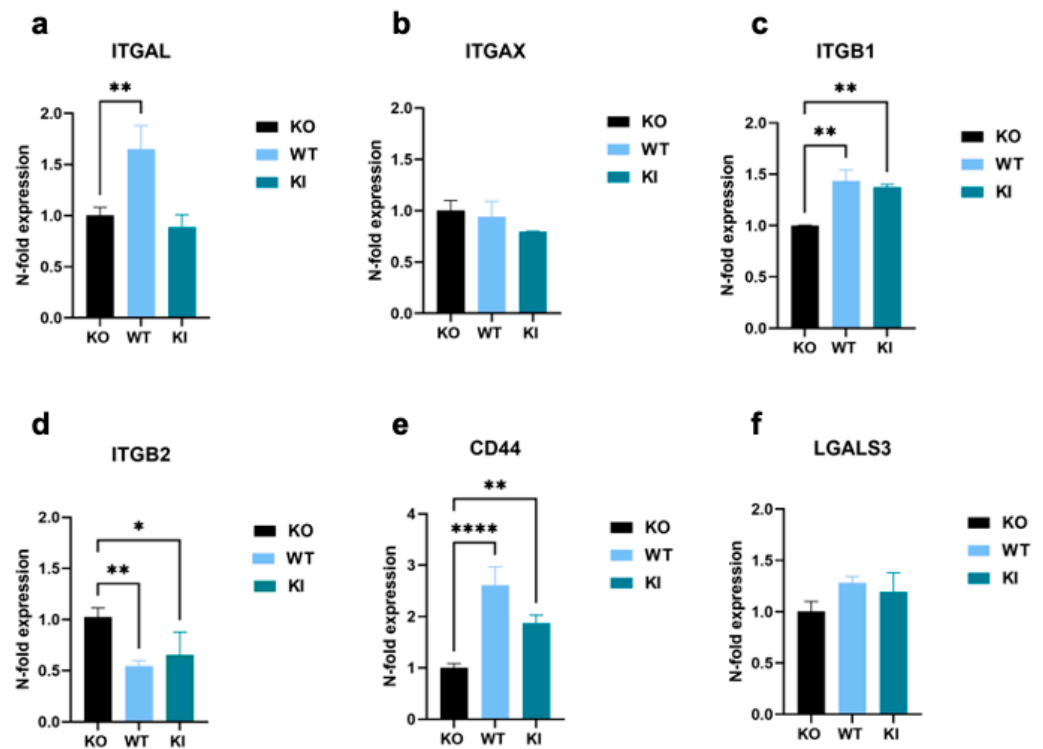 a
ITGAL
**
N-fold expression
2.0
1.5
1.0
0.5
0.0
KO WT KI
KO
WT
KI
b
ITGAX
N-fold expression
2.0
1.5
1.0
0.5
0.0
KO WT KI
KO
WT
KI
c
ITGB1
**
**
N-fold expression
2.0
1.5
1.0
0.5
0.0
KO WT KI
KO
WT
KI
d
ITGB2
*
**
N-fold expression
2.0
1.5
1.0
0.5
0.0
KO WT KI
KO
WT
KI
e
CD44
**
****
N-fold expression
4
3
2
1
0
KO WT KI
KO
WT
KI
f
LGALS3
N-fold expression
2.0
1.5
1.0
0.5
0.0
KO WT KI
KO
WT
KI